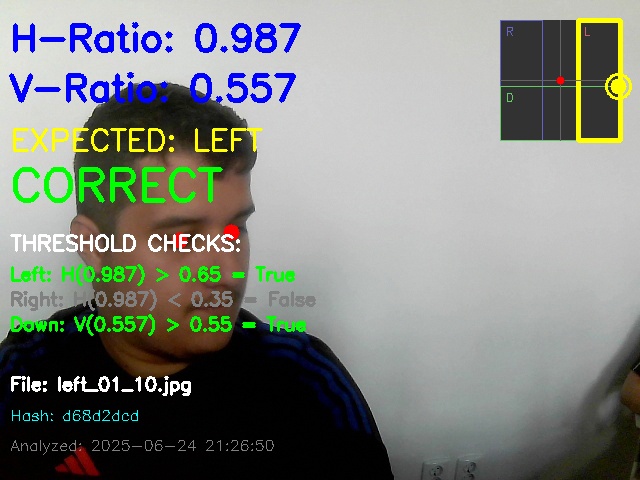 H-Ratio: 0.987
V-Ratio: 0.557
EXPECTED: LEFT
CORRECT
THRESHOLD CHECKS:
Left: H(0.987) > 0.65 = True
Right: H(0.987) < 0.35 = False
Down: V(0.557) > 0.55 = True
File: left_01_10.jpg
Hash: d68d2dcd
Analyzed: 2025-06-24 21:26:50
R
L
D